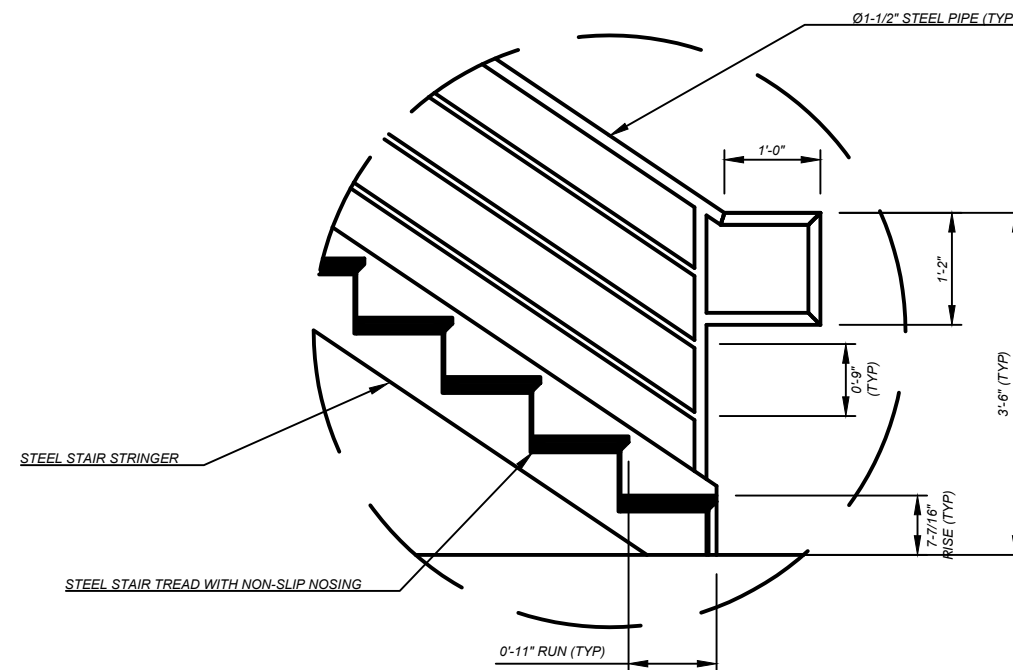 Ø1-1/2" STEEL PIPE (TYP
1'-0"
1'-2"
0'-9"
(TYP)
3'-6" (TYP)
STEEL STAIR STRINGER
7-7/16"
RISE (TYP)
STEEL STAIR TREAD WITH NON-SLIP NOSING
0'-11" RUN (TYP)